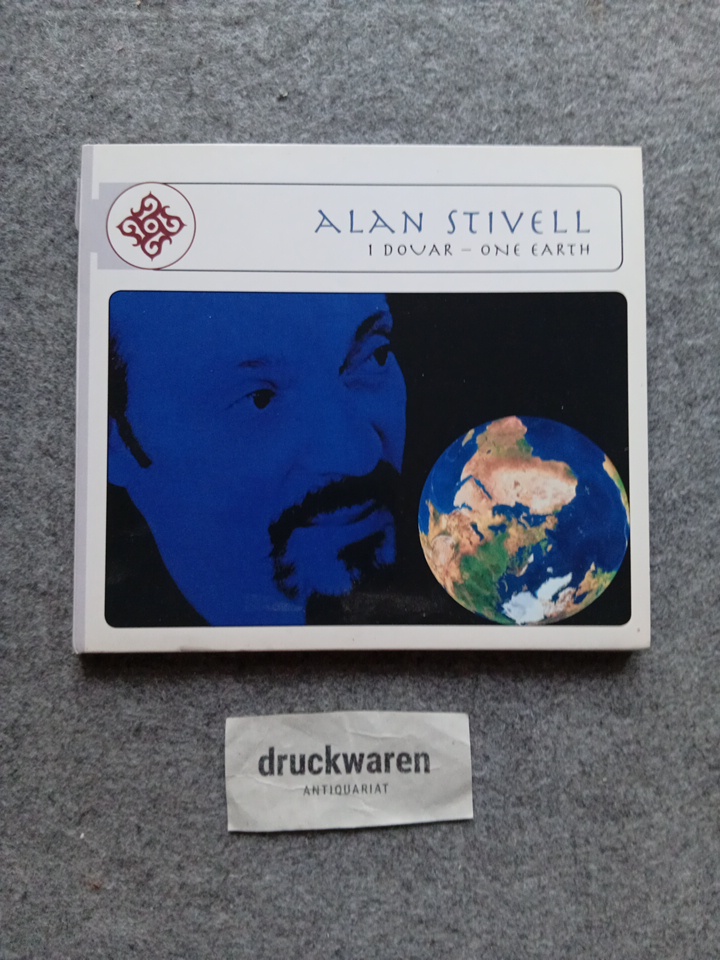 ALAN STIVELL
1 DOUAR – ONE EARTH
druckwaren
ANTIQUARIAT